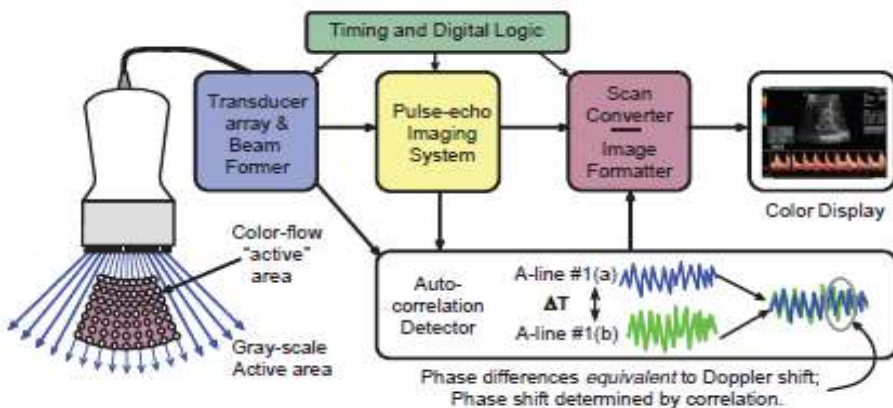 Timing and Digital Logic
Transducer
array &
Beam
Former
Pulse-echo
Imaging
System
Scan
Converter
Image
Formatter
Color Display
Color-flow
"active"
area
Gray-scale
Active area
Auto-
correlation
Detector
A-line #1(a)
ΔT
A-line #1(b)
Phase differences equivalent to Doppler shift;
Phase shift determined by correlation.